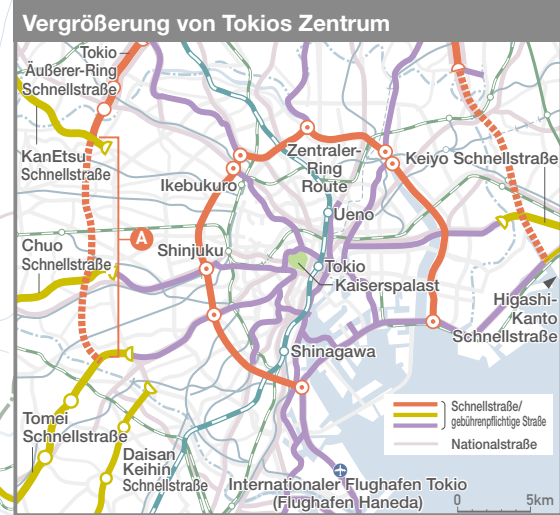 Vergrößerung von Tokios Zentrum
Tokio
Äußerer-Ring
Schnellstraße
KanEtsu
Schnellstraße
Zentraler-
Ring
Route
Keiyo Schnellstraße
Ikebukuro
Ueno
A
Chuo
Schnellstraße
Shinjuku
Tokio
Kaiserspalast
Higashi-
Kanto
Schnellstraße
Shinagawa
Tomei
Schnellstraße
Daisan
Keihin
Schnellstraße
Schnellstraße/
gebührenpflichtige Straße
Nationalstraße
Internationaler Flughafen Tokio
(Flughafen Haneda)
0 5km